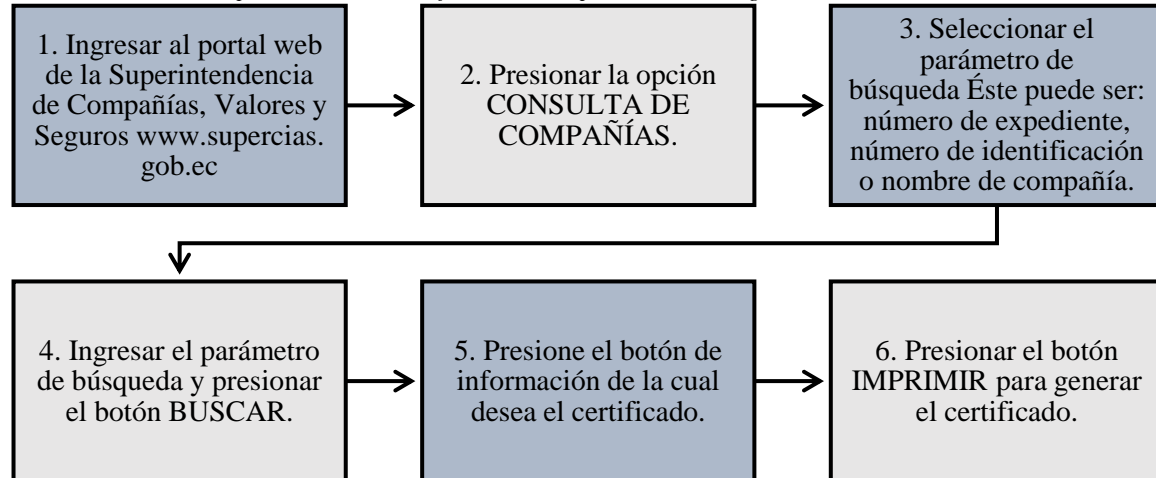 1. Ingresar al portal web
de la Superintendencia
de Compañías, Valores y
Seguros www.supercias.
gob.ec
2. Presionar la opción
CONSULTA DE
COMPAÑÍAS.
3. Seleccionar el
parámetro de
búsqueda Éste puede ser:
número de expediente,
número de identificación
o nombre de compañía.
4. Ingresar el parámetro
de búsqueda y presionar
el botón BUSCAR.
5. Presione el botón de
información de la cual
desea el certificado.
6. Presionar el botón
IMPRIMIR para generar
el certificado.